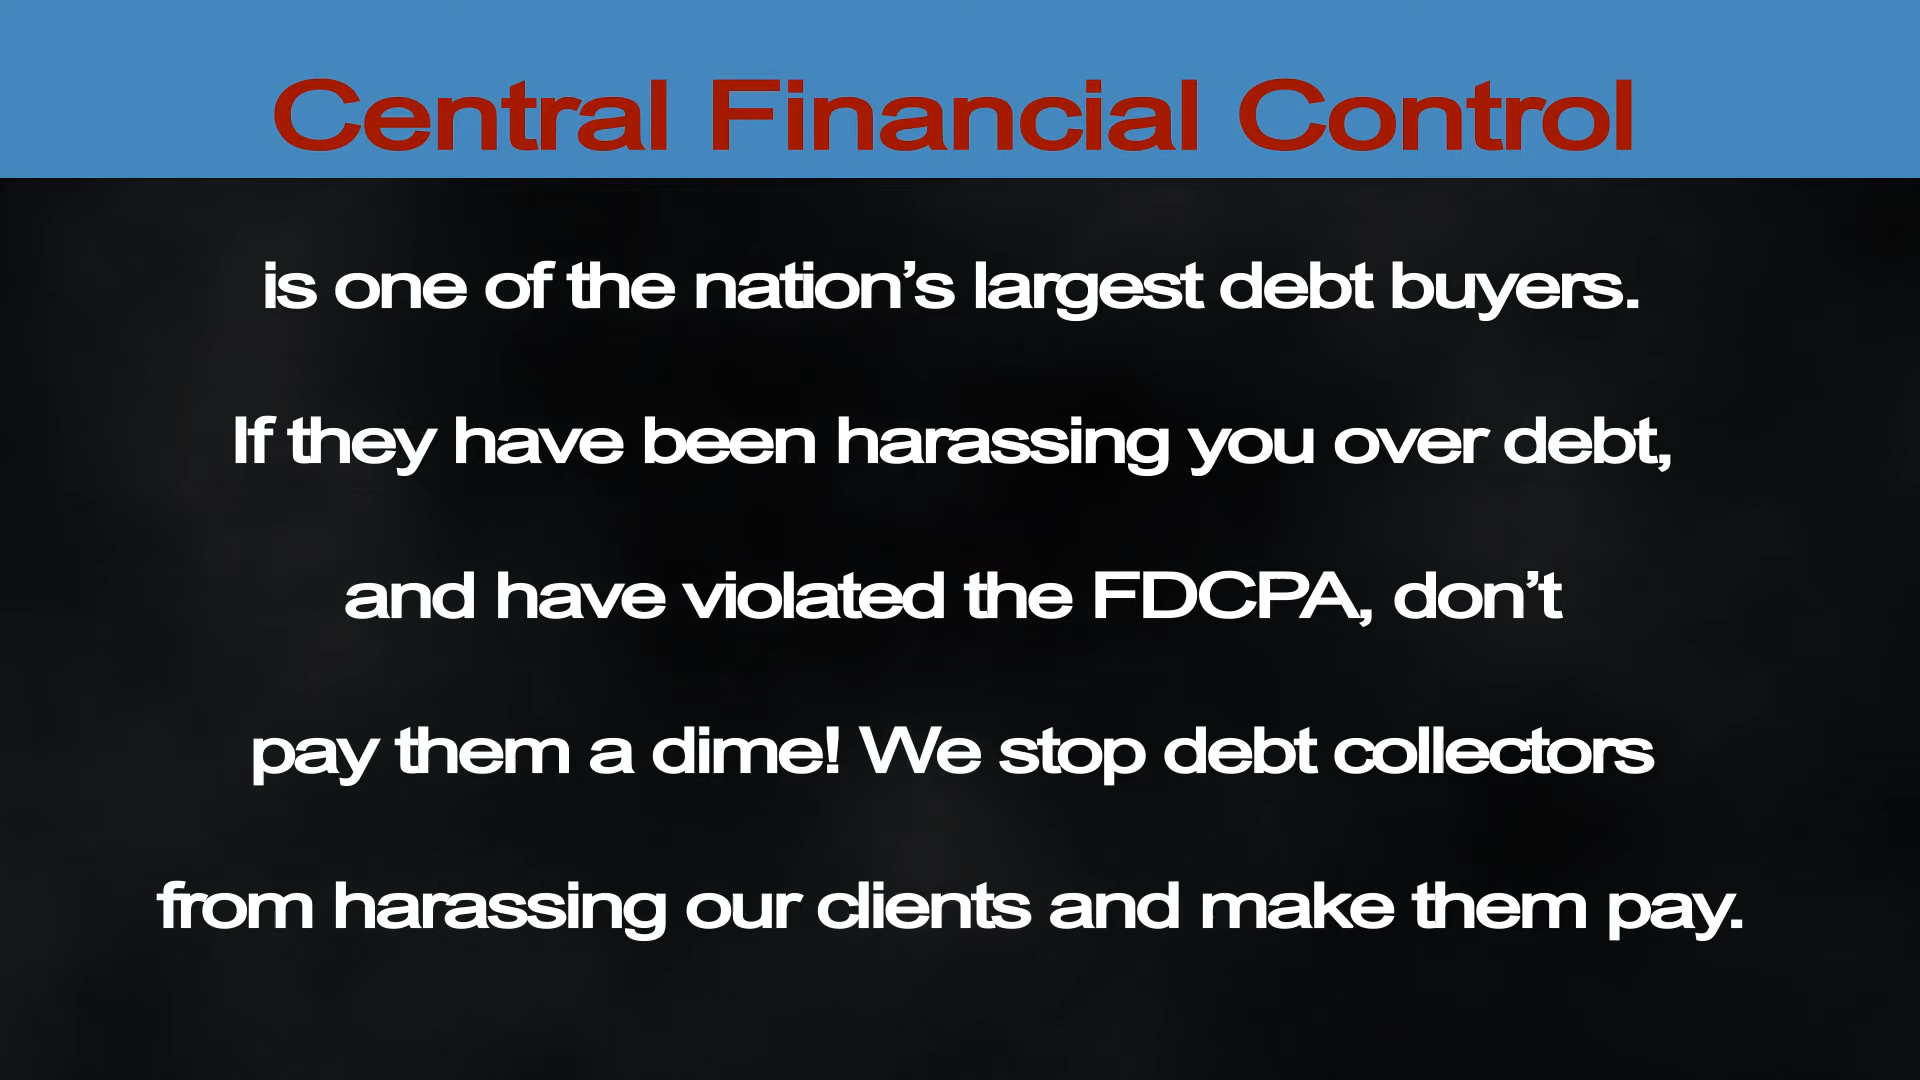 Central Financial Control
is one of the nation’s largest debt buyers.
If they have been harassing you over debt,
and have violated the FDCPA, don’t
pay them a dime! We stop debt collectors
from harassing our clients and make them pay.